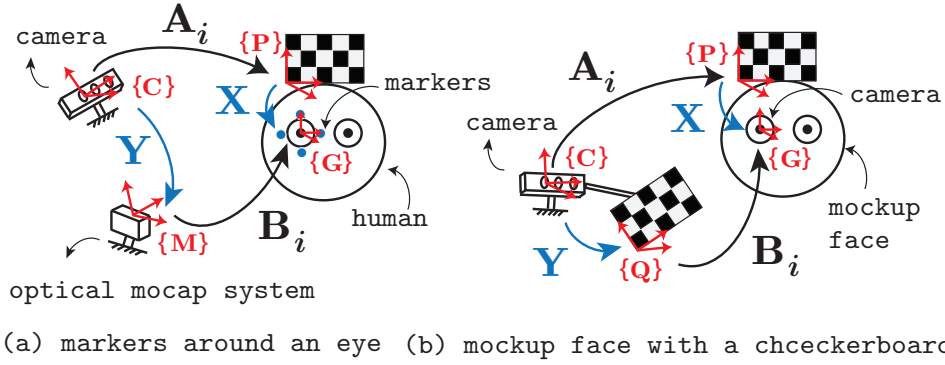 A_i
camera
{P}
markers
{C}
X
Y
{G}
{M}
B_i
human
optical mocap system
(a) markers around an eye
{P}
A_i
camera
X
camera
{C}
{G}
mockup
face
Y
{Q}
B_i
(b) mockup face with a chceckerboard